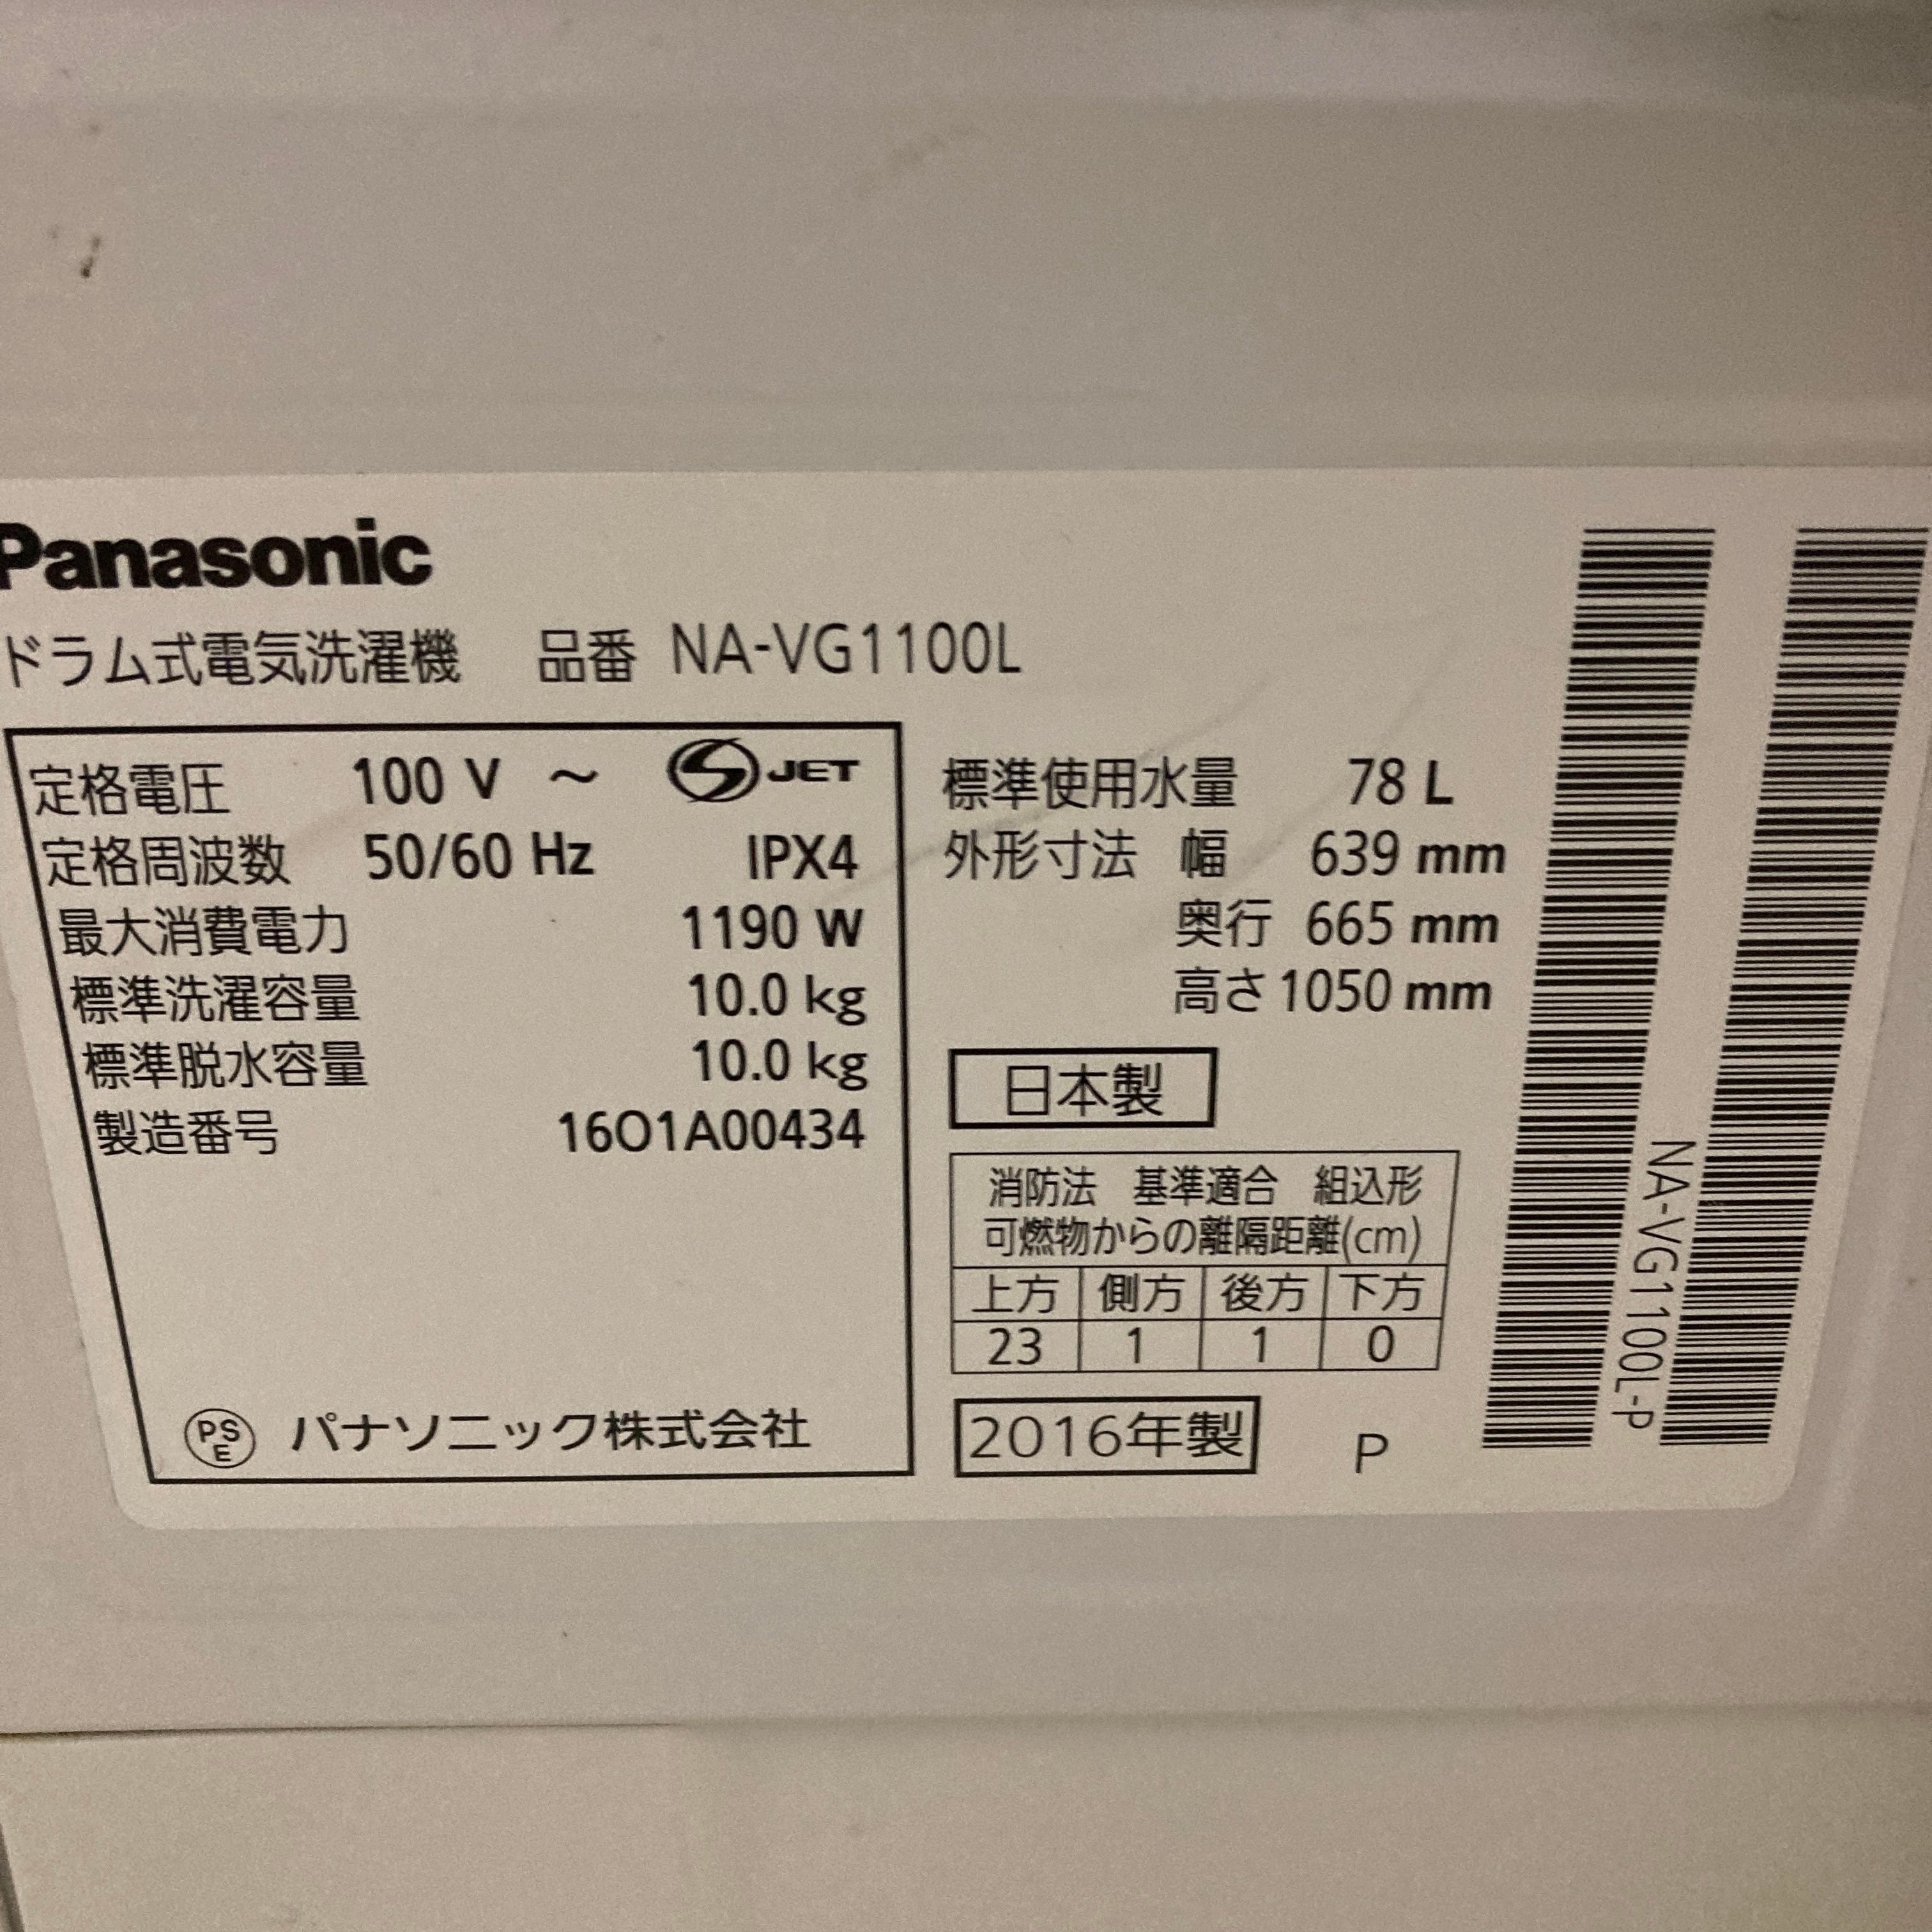 Panasonic
ドラム式電気洗濯機 品番 NA-VG1100L
定格電圧 100 V ～ S JET
定格周波数 50/60 Hz IPX4
最大消費電力 1190 W
標準洗濯容量 10.0 kg
標準脱水容量 10.0 kg
製造番号 16O1A00434
PS E パナソニック株式会社
標準使用水量 78 L
外形寸法 幅 639 mm
奥行 665 mm
高さ 1050 mm
日本製
消防法 基準適合 組込形
可燃物からの離隔距離(cm)
上方 側方 後方 下方
23 1 1 0
2016年製 P
NA-VG1100L-P